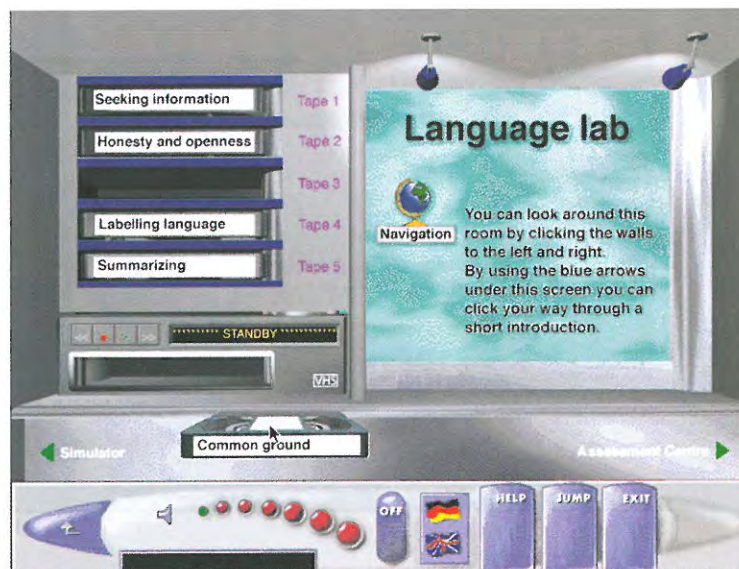 Seeking information
Tape 1
Honesty and openness
Tape 2
Tape 3
Labelling language
Tape 4
Summarizing
Tape 5
STANDBY
VHS
Language lab
Navigation
You can look around this
room by clicking the walls
to the left and right.
By using the blue arrows
under this screen you can
click your way through a
short introduction.
Simulator
Common ground
Assessment Centre
OFF
HELP
JUMP
EXIT